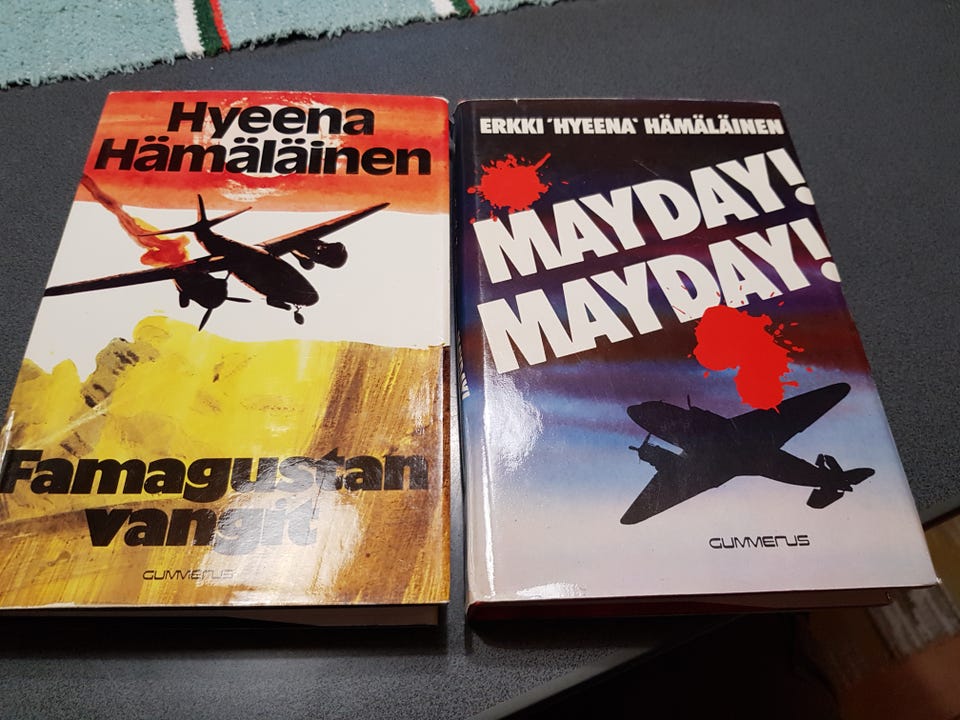 Hyeena
Hämäläinen
Famagustan
vangit
GUMMERUS
ERKKI 'HYEENA' HÄMÄLÄINEN
MAYDAY!
MAYDAY!
GUMMERUS